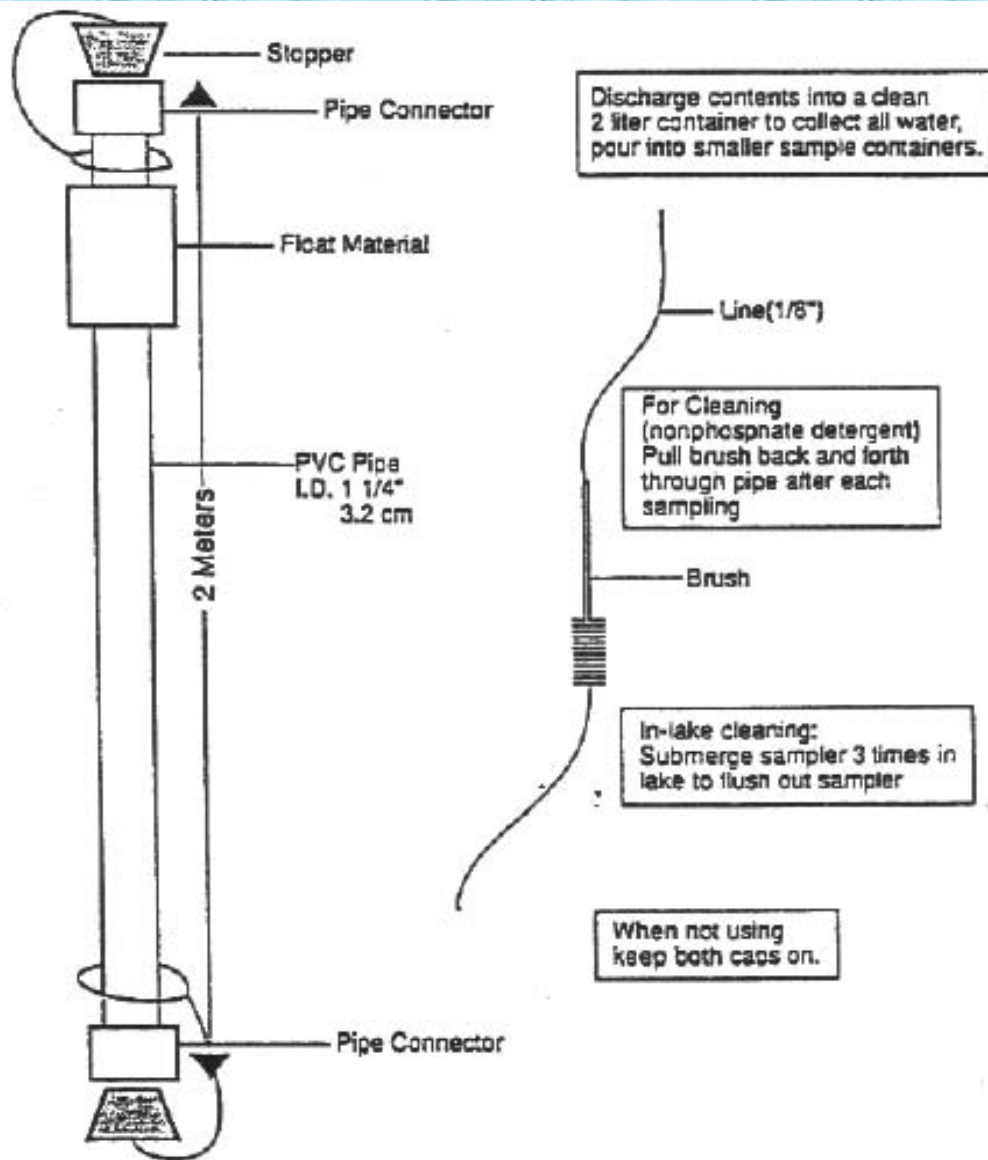 Stopper
Pipe Connector
Discharge contents into a clean
2 liter container to collect all water,
pour into smaller sample containers.
Float Material
Line(1/8")
For Cleaning
(nonphospnate detergent)
Pull brush back and forth
through pipe after each
sampling
PVC Pipe
I.D. 1 1/4"
3.2 cm
2 Meters
Brush
In-lake cleaning:
Submerge sampler 3 times in
lake to flush out sampler
When not using
keep both caps on.
Pipe Connector